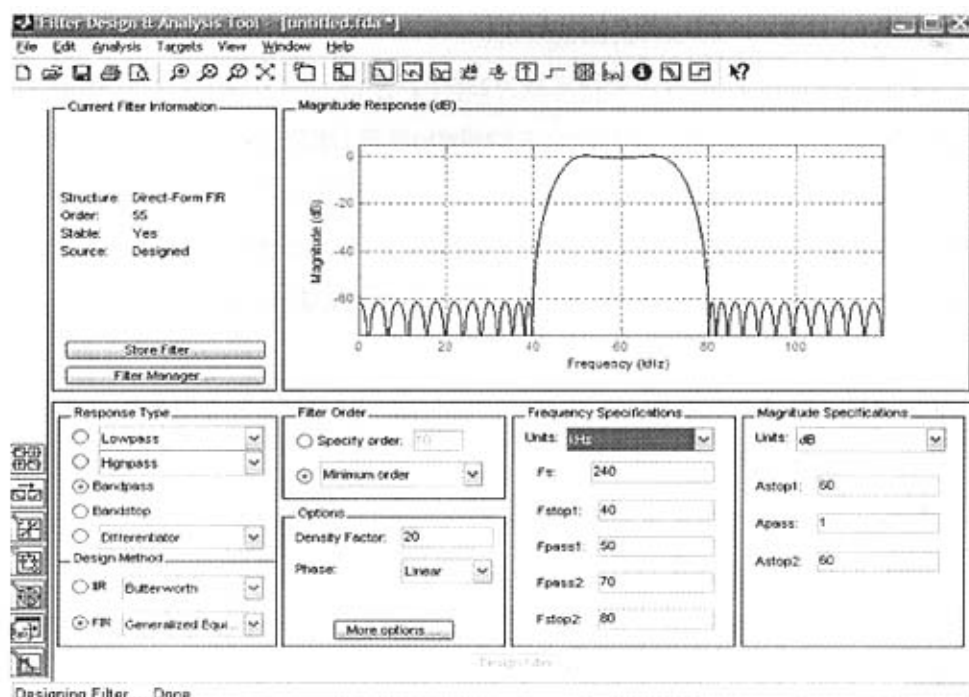 Filter Design & Analysis Tool - [untitled.fda *]
File Edit Analysis Targets View Window Help
Current Filter Information
Structure: Direct-Form FIR
Order: 55
Stable: Yes
Source: Designed
Store Filter ...
Filter Manager ...
Magnitude Response (dB)
Magnitude (dB)
0
-20
-40
-60
0 20 40 60 80 100
Frequency (kHz)
Response Type
Lowpass
Highpass
Bandpass
Bandstop
Differentiator
Design Method
IIR Butterworth
FIR Generalized Equi...
Filter Order
Specify order: 10
Minimum order
Options
Density Factor: 20
Phase: Linear
More options ...
Frequency Specifications
Units: kHz
Fs: 240
Fstop1: 40
Fpass1: 50
Fpass2: 70
Fstop2: 80
Magnitude Specifications
Units: dB
Astop1: 60
Apass: 1
Astop2: 60
Design Filter
Designing Filter ... Done